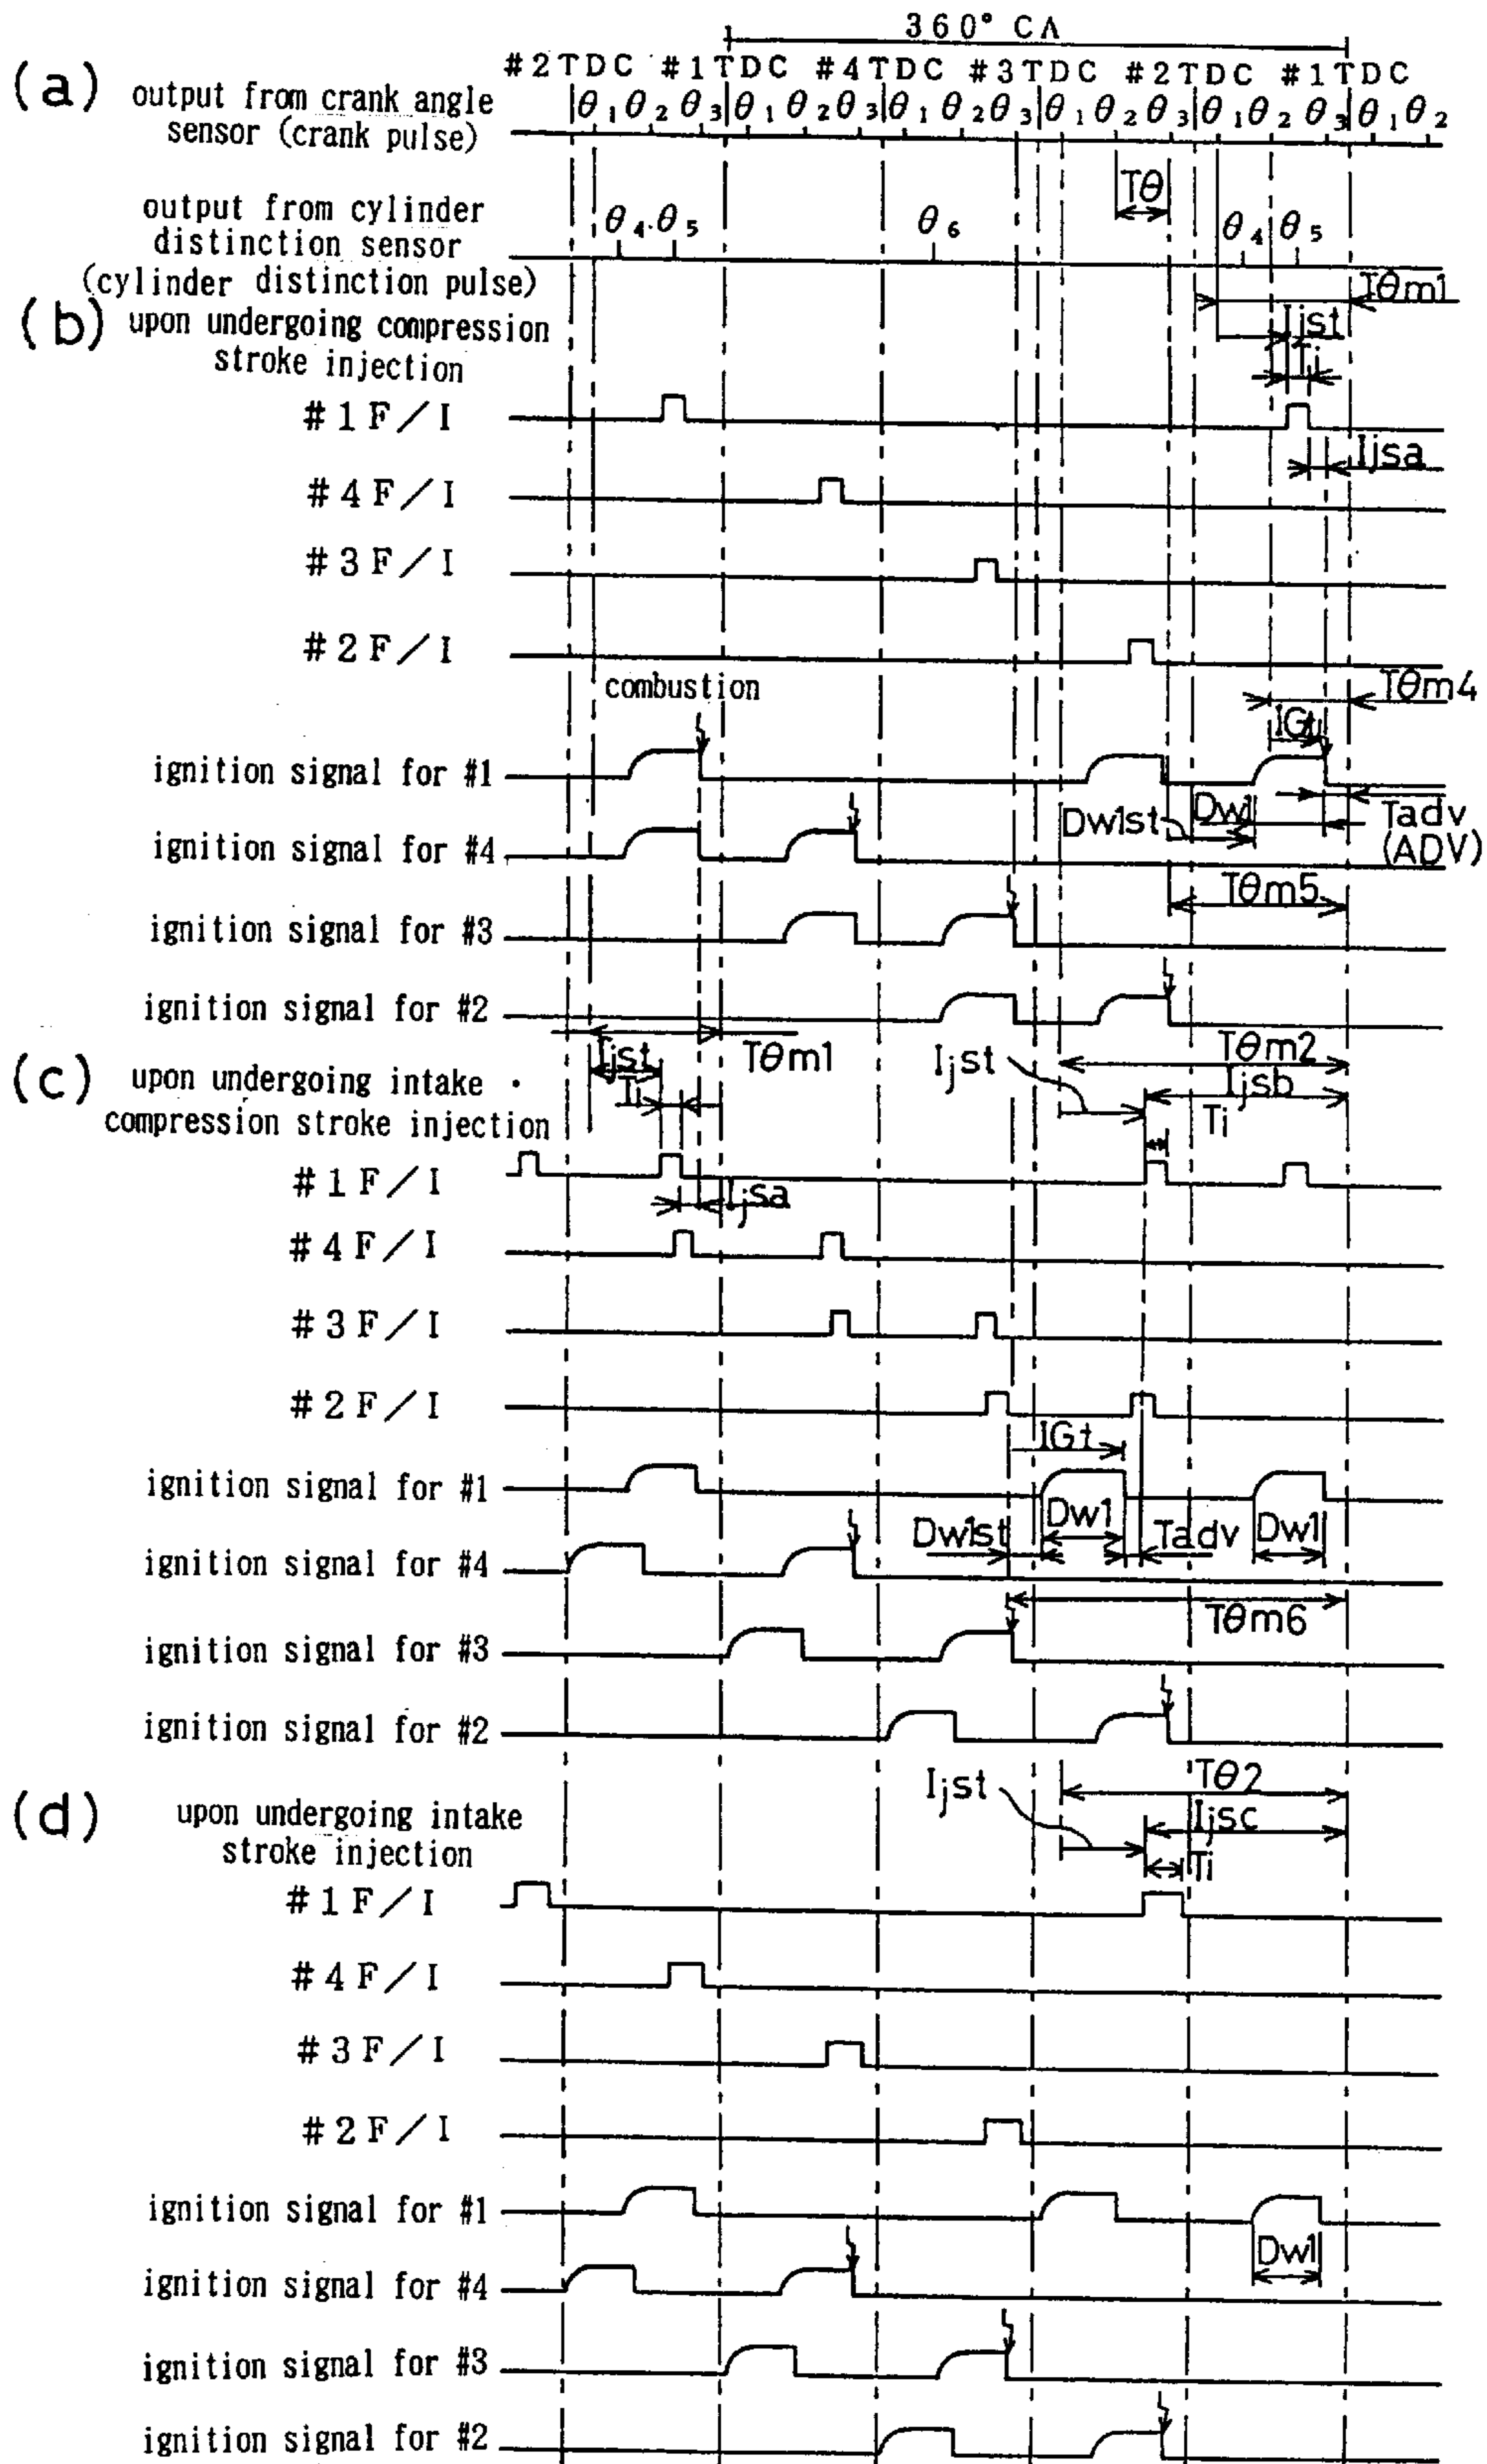 360° CA
#2TDC #1TDC #4TDC #3TDC #2TDC #1TDC
(a) output from crank angle
sensor (crank pulse)
θ1 θ2 θ3 θ1 θ2 θ3 θ1 θ2 θ3 θ1 θ2 θ3 θ1 θ2 θ3 θ1 θ2
Tθ
output from cylinder
distinction sensor
(cylinder distinction pulse)
θ4 θ5 θ6 θ4 θ5
Tθm1
(b) upon undergoing compression
stroke injection
Ijst
Ti
#1 F/I
Ijsa
#4 F/I
#3 F/I
#2 F/I
combustion
Tθm4
IGt
ignition signal for #1
Dw1st Dw1 Tadv
(ADV)
ignition signal for #4
Tθm5
ignition signal for #3
ignition signal for #2
Ijst Tθm1 Ijst Tθm2
(c) upon undergoing intake ·
compression stroke injection
Ti Ijsb
Ti
#1 F/I
Ijsa
#4 F/I
#3 F/I
#2 F/I
IGt
ignition signal for #1
Dw1st Dw1 Tadv Dw1
ignition signal for #4
Tθm6
ignition signal for #3
ignition signal for #2
(d) upon undergoing intake
stroke injection
Ijst Tθ2
Ijsc
Ti
#1 F/I
#4 F/I
#3 F/I
#2 F/I
ignition signal for #1
Dw1
ignition signal for #4
ignition signal for #3
ignition signal for #2